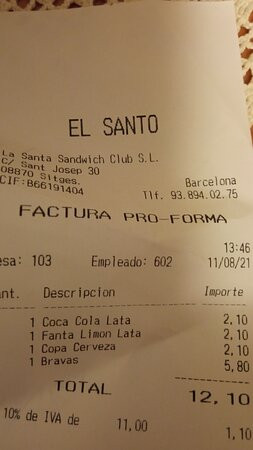 EL SANTO
La Santa Sandwich Club S.L.
C/ Sant Josep 30
08870 Sitges. Barcelona
CIF:B66191404 Tlf. 93.894.02.75
FACTURA PRO-FORMA
13:46
esa: 103 Empleado: 602 11/08/21
ant. Descripcion Importe
1 Coca Cola Lata 2,10
1 Fanta Limon Lata 2,10
1 Copa Cerveza 2,10
1 Bravas 5,80
TOTAL 12,10
10% de IVA de 11,00 1,10